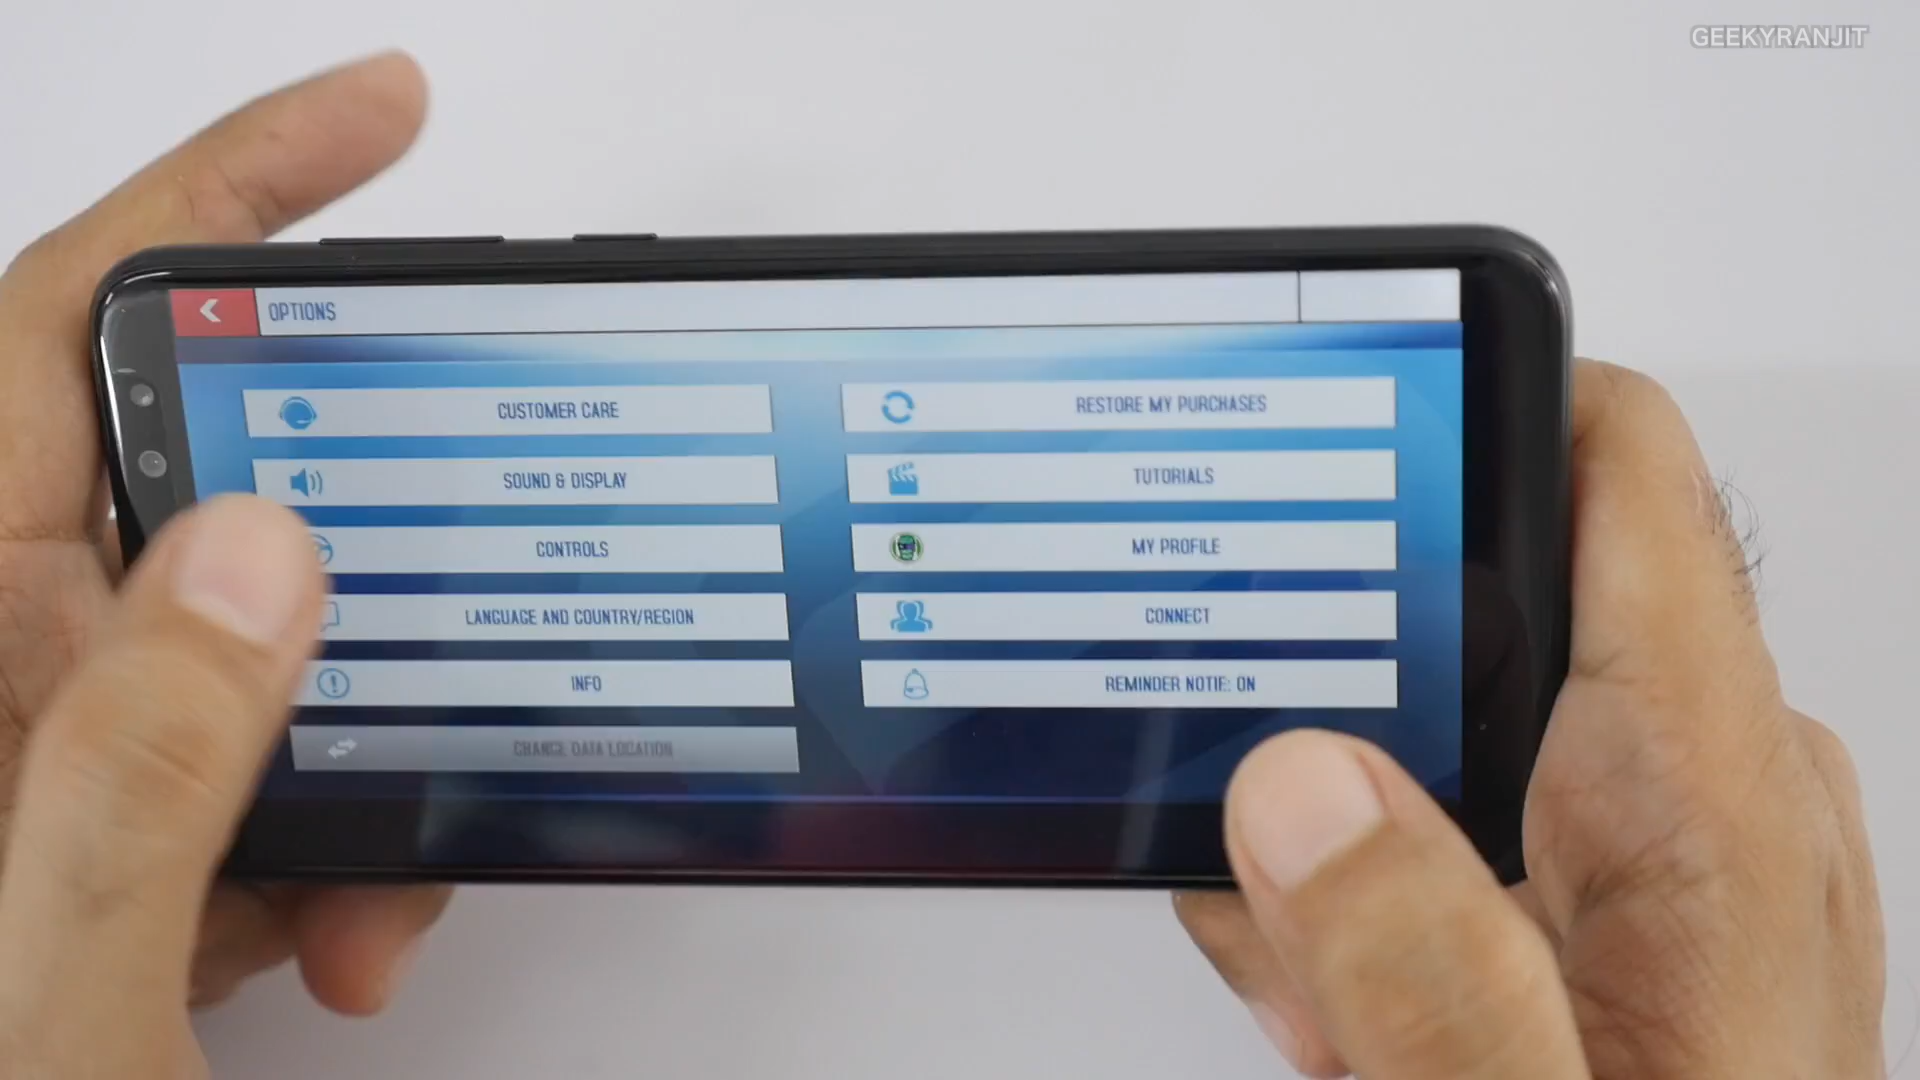 GEEKYRANJIT
OPTIONS
CUSTOMER CARE
SOUND & DISPLAY
CONTROLS
LANGUAGE AND COUNTRY/REGION
INFO
CHANGE DATA LOCATION
RESTORE MY PURCHASES
TUTORIALS
MY PROFILE
CONNECT
REMINDER NOTIF.: ON